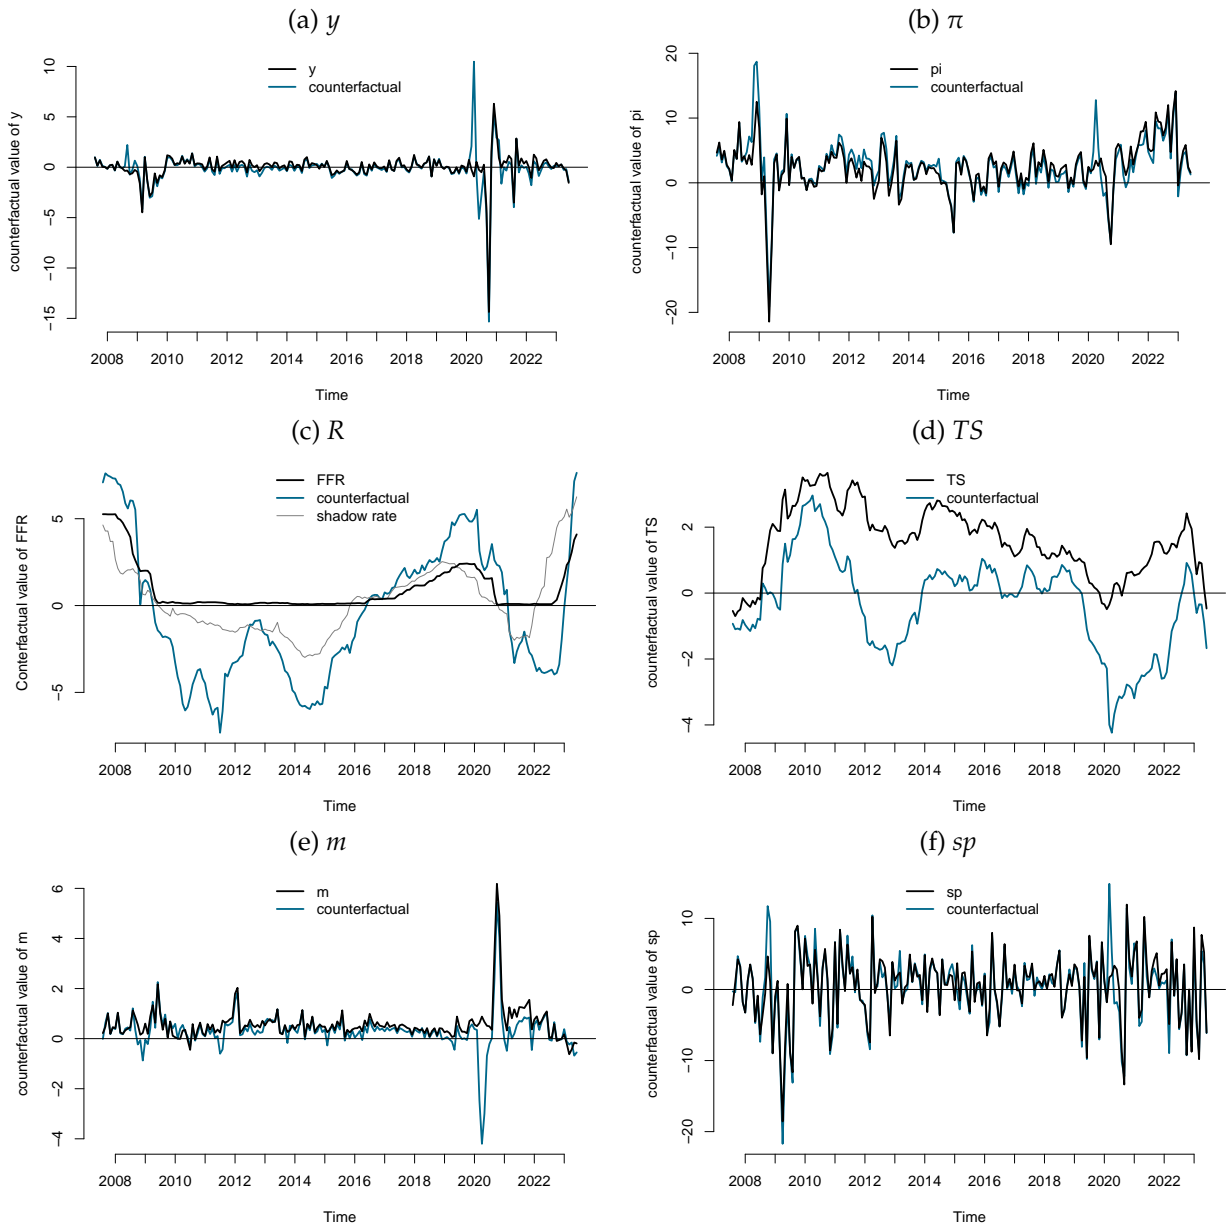 (a) y
counterfactual value of y
y
counterfactual
10
5
0
−5
−10
−15
2008 2010 2012 2014 2016 2018 2020 2022
Time
(b) π
counterfactual value of pi
pi
counterfactual
20
10
0
−10
−20
2008 2010 2012 2014 2016 2018 2020 2022
Time
(c) R
Conterfactual value of FFR
FFR
counterfactual
shadow rate
5
0
−5
2008 2010 2012 2014 2016 2018 2020 2022
Time
(d) TS
counterfactual value of TS
TS
counterfactual
2
0
−2
−4
2008 2010 2012 2014 2016 2018 2020 2022
Time
(e) m
counterfactual value of m
m
counterfactual
6
4
2
0
−2
−4
2008 2010 2012 2014 2016 2018 2020 2022
Time
(f) sp
counterfactual value of sp
sp
counterfactual
10
0
−10
−20
2008 2010 2012 2014 2016 2018 2020 2022
Time